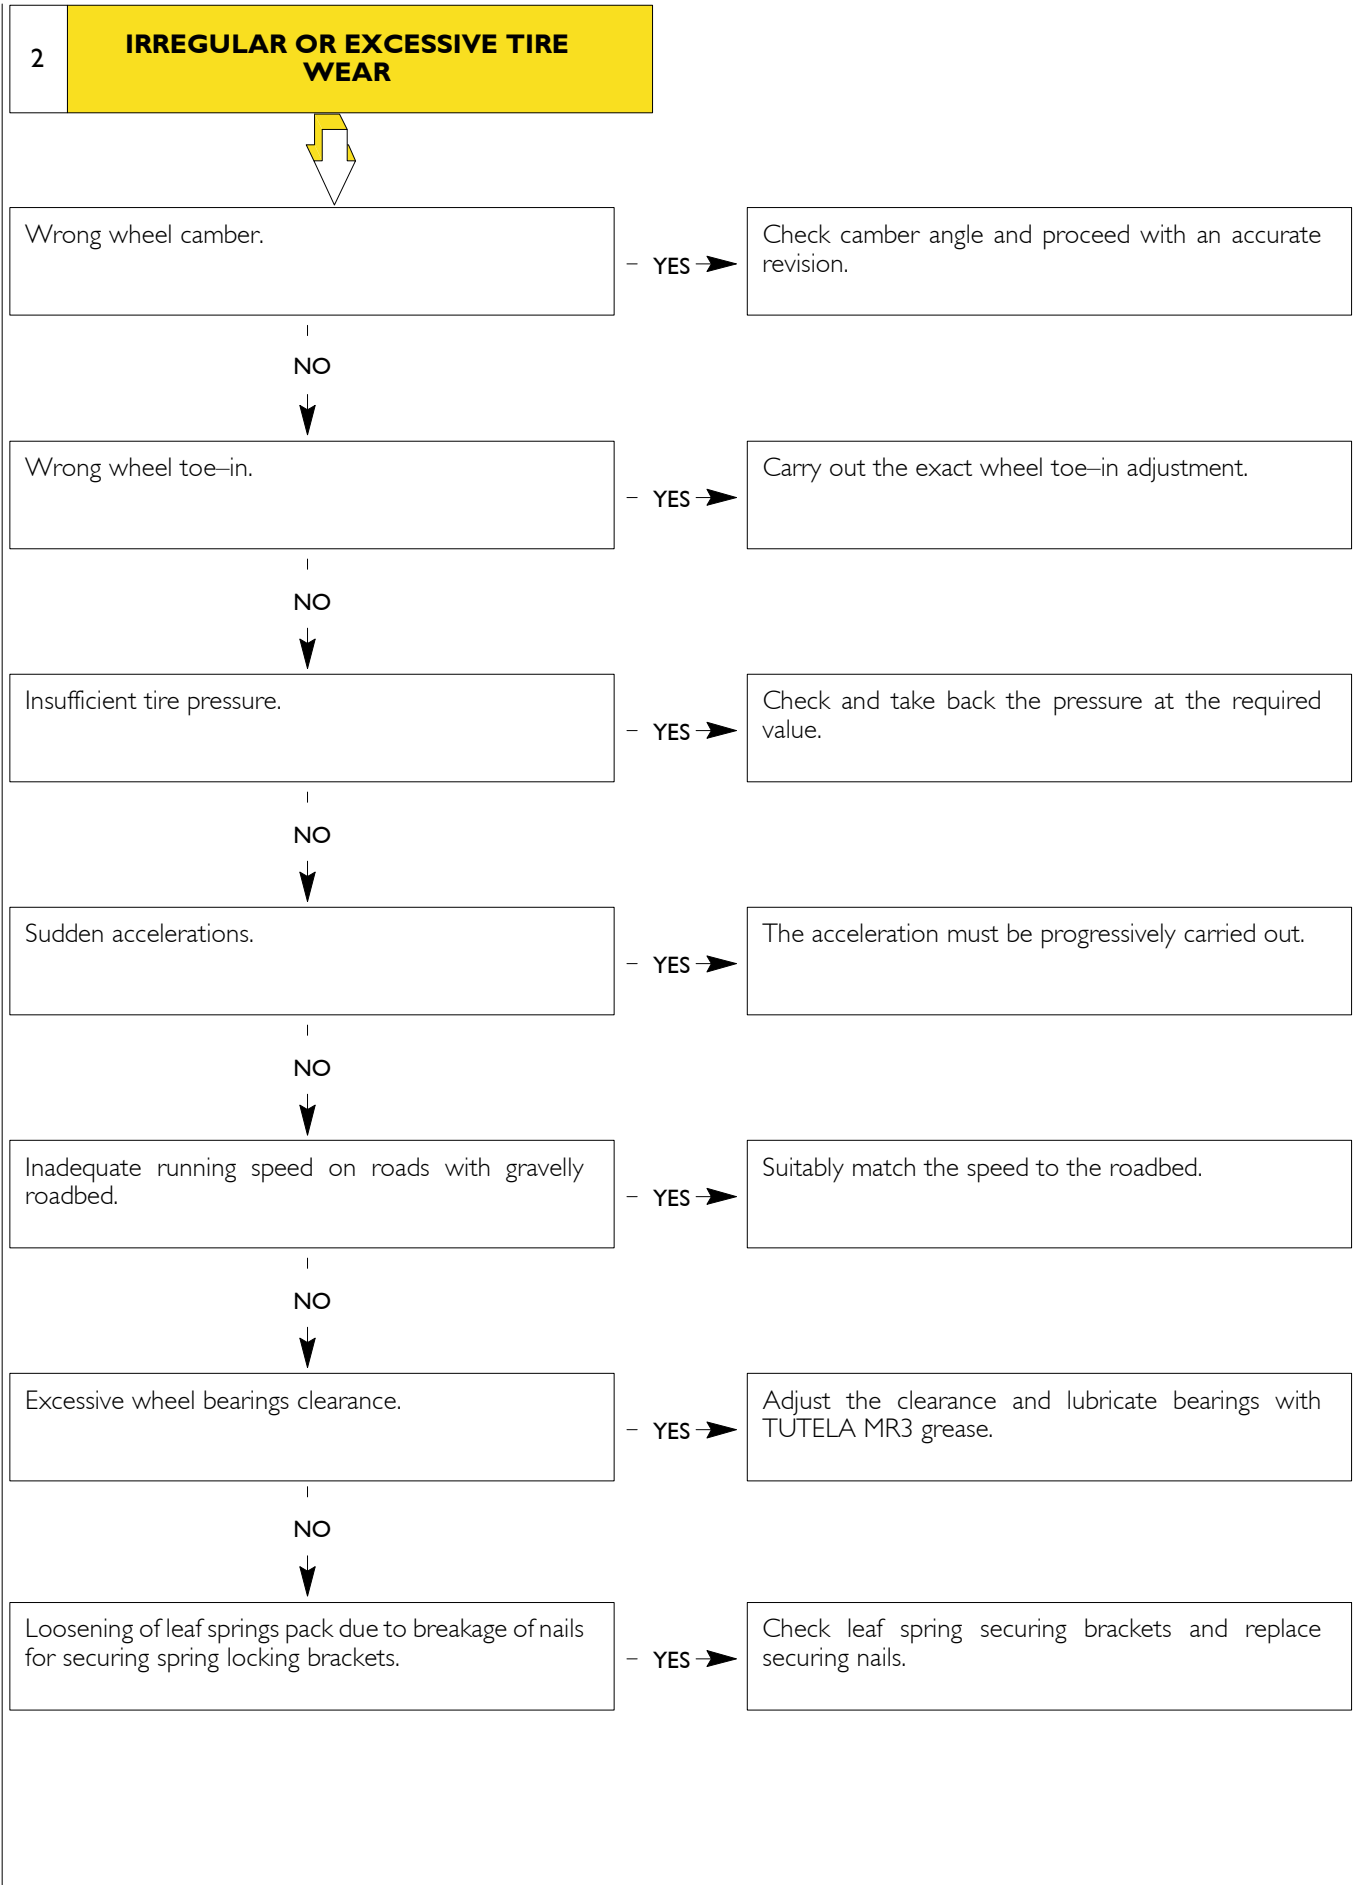 2
IRREGULAR OR EXCESSIVE TIRE
WEAR
Wrong wheel camber.
YES
Check camber angle and proceed with an accurate
revision.
NO
Wrong wheel toe–in.
YES
Carry out the exact wheel toe–in adjustment.
NO
Insufficient tire pressure.
YES
Check and take back the pressure at the required
value.
NO
Sudden accelerations.
YES
The acceleration must be progressively carried out.
NO
Inadequate running speed on roads with gravelly
roadbed.
YES
Suitably match the speed to the roadbed.
NO
Excessive wheel bearings clearance.
YES
Adjust the clearance and lubricate bearings with
TUTELA MR3 grease.
NO
Loosening of leaf springs pack due to breakage of nails
for securing spring locking brackets.
YES
Check leaf spring securing brackets and replace
securing nails.